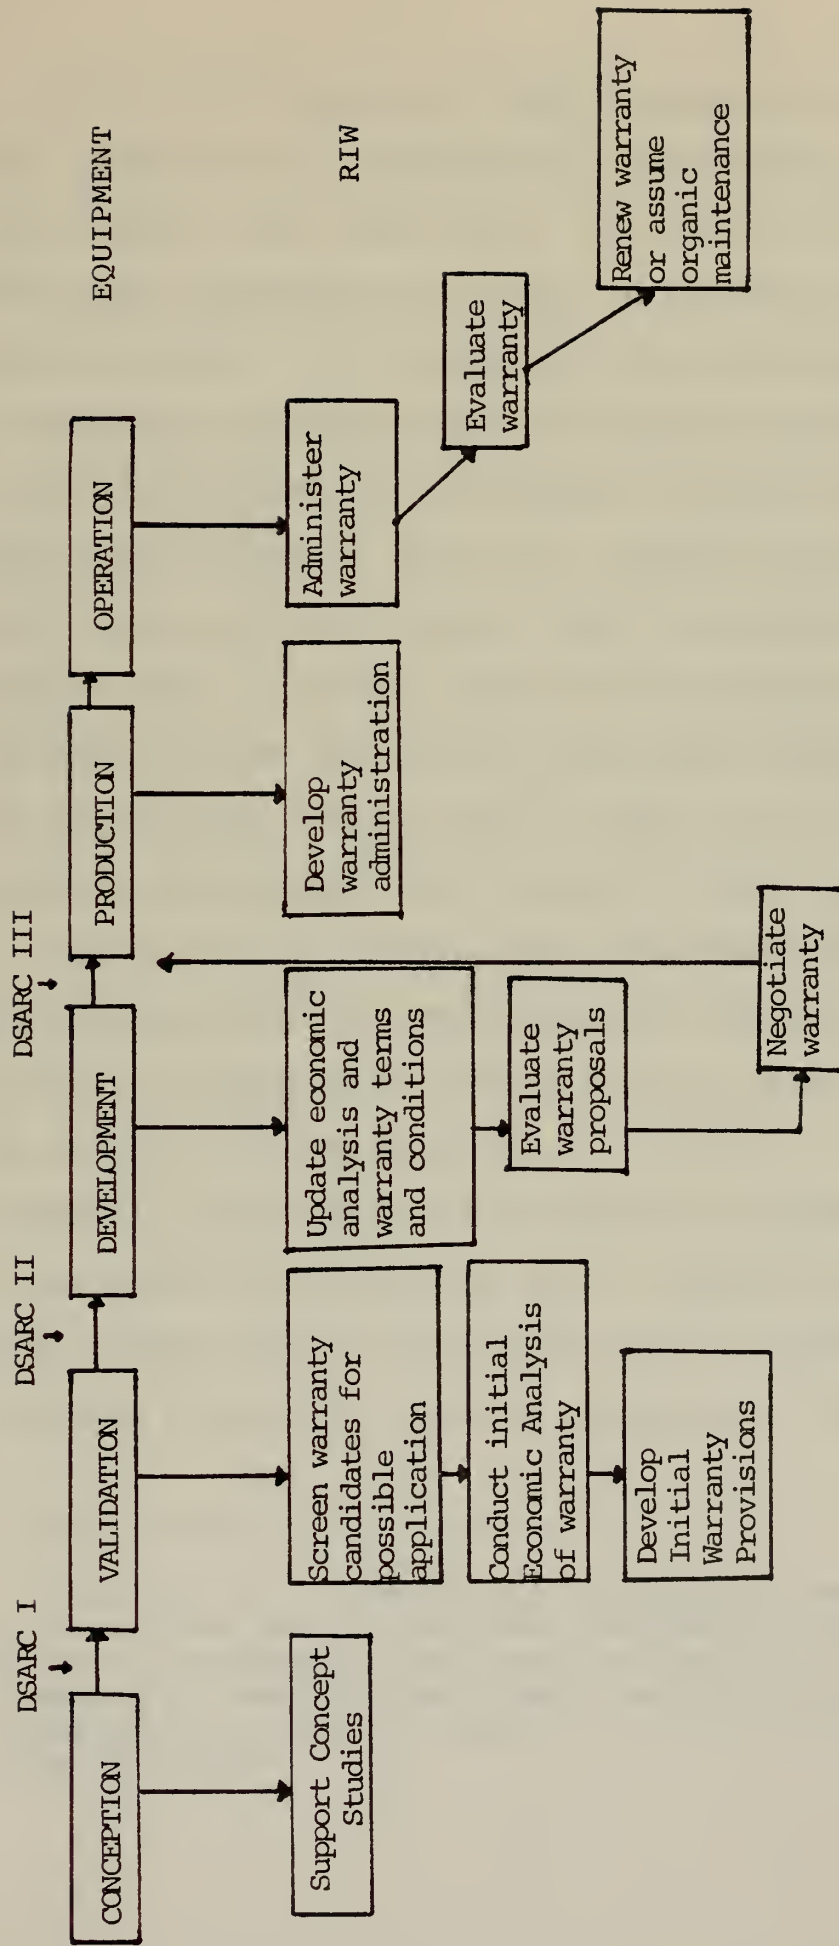 DSARC I
DSARC II
DSARC III
CONCEPTION
VALIDATION
DEVELOPMENT
PRODUCTION
OPERATION
EQUIPMENT
Support Concept
Studies
Screen warranty
candidates for
possible
application
Conduct initial
Economic Analysis
of warranty
Develop
Initial
Warranty
Provisions
Update economic
analysis and
warranty terms
and conditions
Evaluate
warranty
proposals
Negotiate
warranty
Develop
warranty
administration
Administer
warranty
Evaluate
warranty
Renew warranty
or assume
organic
maintenance
RIW